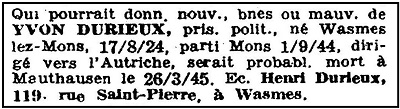 Qui pourrait donn. nouv., bnes ou mauv. de
YVON DURIEUX, pris. polit., né Wasmes
lez-Mons, 17/8/24, parti Mons 1/9/44, diri-
gé vers l'Autriche, serait probabl. mort à
Mauthausen le 26/3/45. Ec. Henri Durieux,
119, rue Saint-Pierre, à Wasmes.